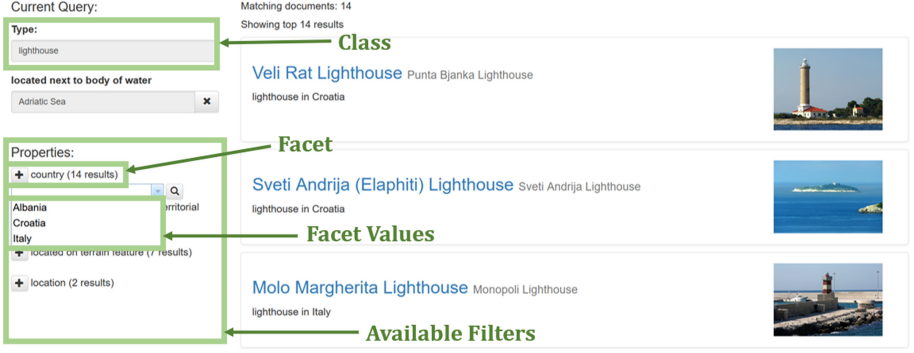 Current Query:
Type:
lighthouse
located next to body of water
Adriatic Sea
Properties:
country (14 results)
erritorial
Albania
Croatia
Italy
located on terrain feature (7 results)
location (2 results)
Class
Facet
Facet Values
Available Filters
Matching documents: 14
Showing top 14 results
Veli Rat Lighthouse Punta Bjanka Lighthouse
lighthouse in Croatia
Sveti Andrija (Elaphiti) Lighthouse Sveti Andrija Lighthouse
lighthouse in Croatia
Molo Margherita Lighthouse Monopoli Lighthouse
lighthouse in Italy